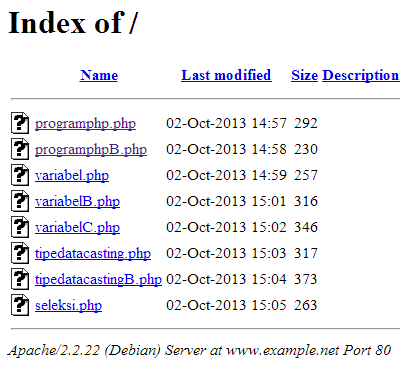 Index of /
Name Last modified Size Description
programphp.php 02-Oct-2013 14:57 292
programphpB.php 02-Oct-2013 14:58 230
variabel.php 02-Oct-2013 14:59 257
variabelB.php 02-Oct-2013 15:01 316
variabelC.php 02-Oct-2013 15:02 346
tipedatacasting.php 02-Oct-2013 15:03 317
tipedatacastingB.php 02-Oct-2013 15:04 373
seleksi.php 02-Oct-2013 15:05 263
Apache/2.2.22 (Debian) Server at www.example.net Port 80